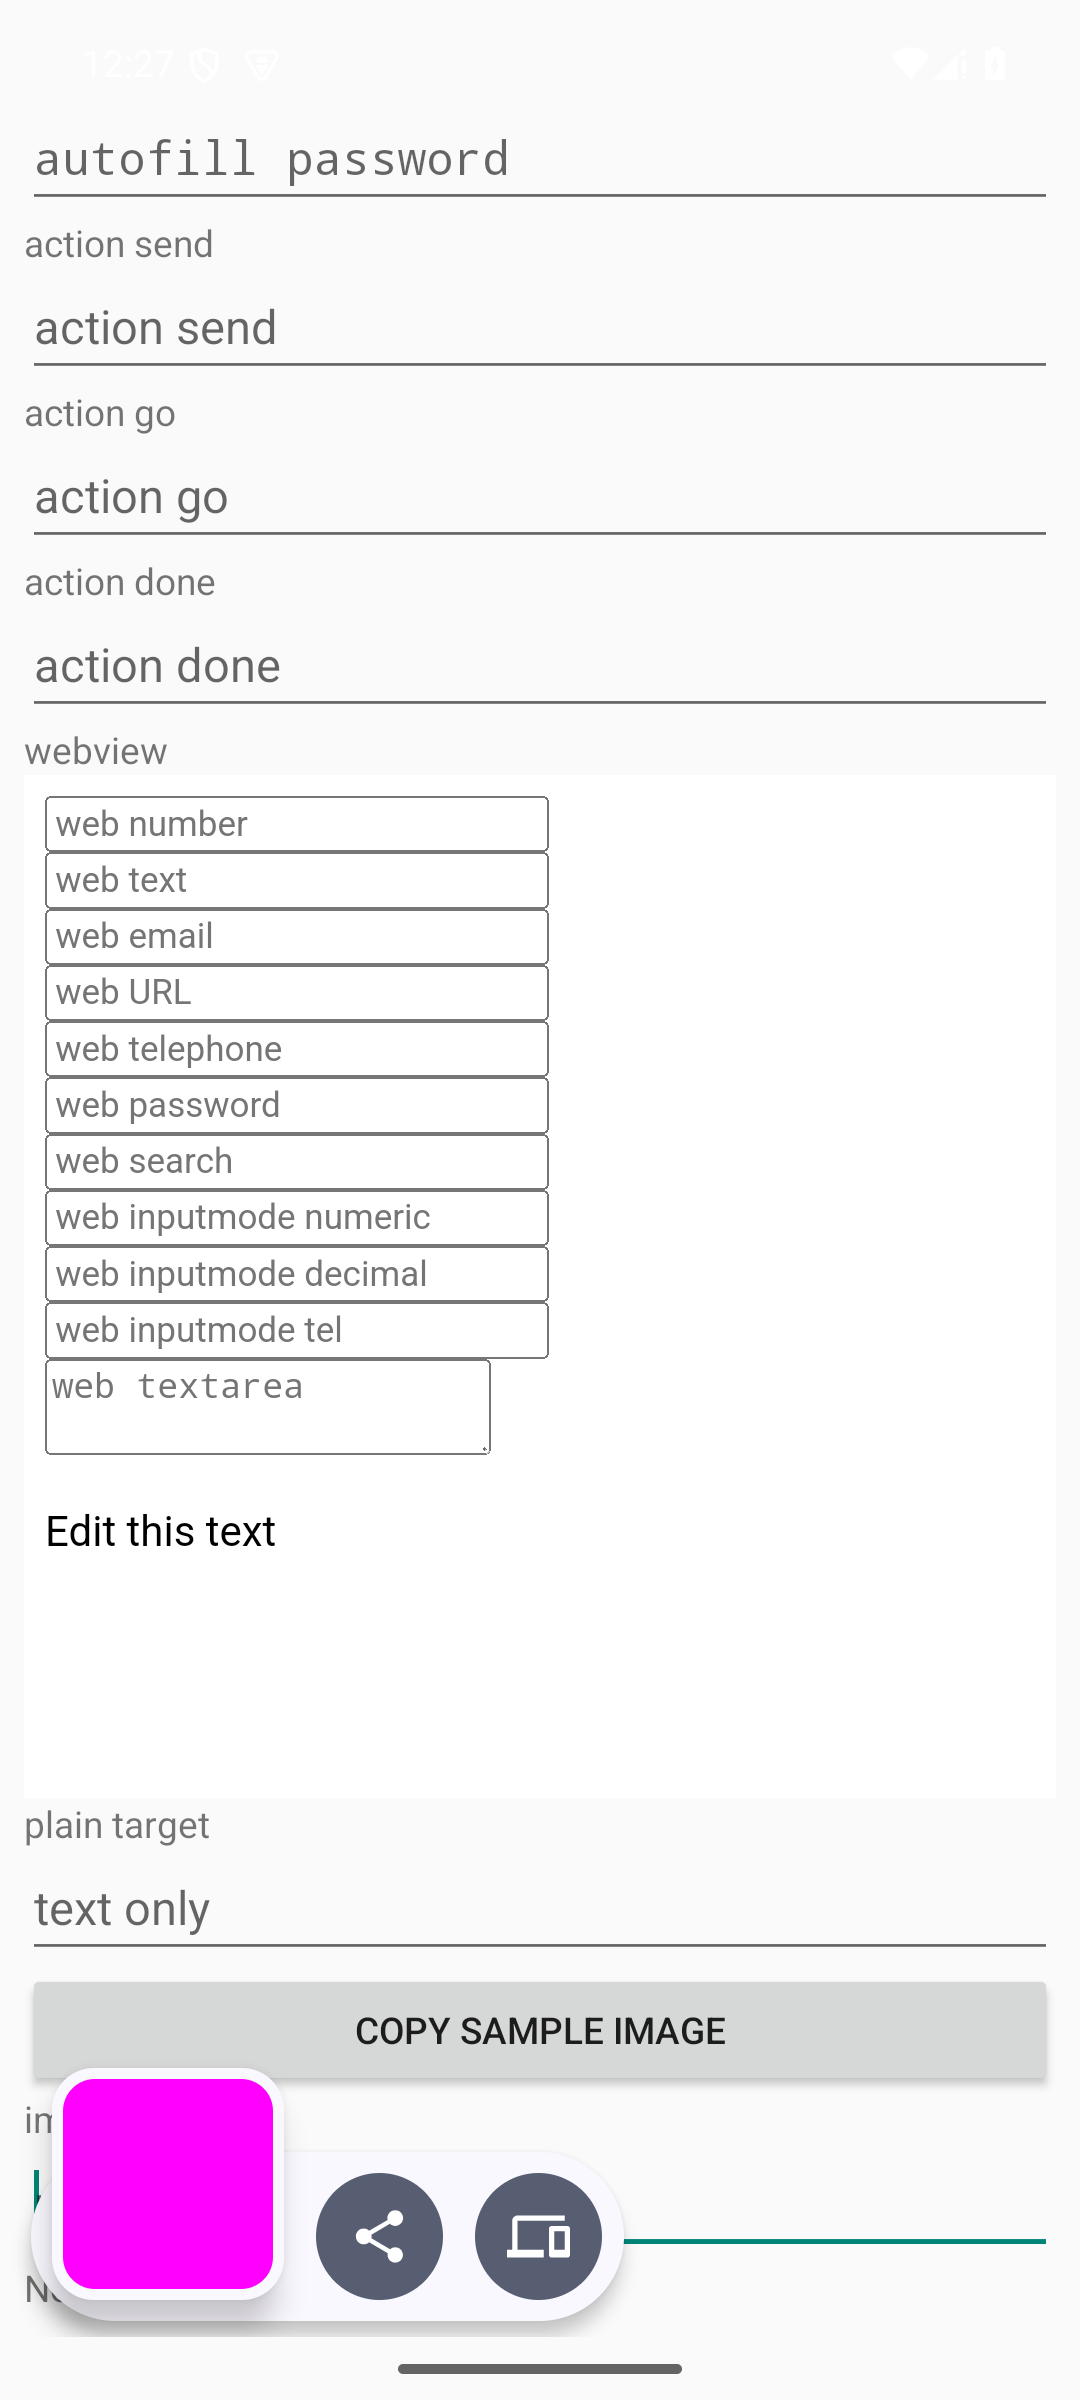 12:27
autofill password
action send
action send
action go
action go
action done
action done
webview
web number
web text
web email
web URL
web telephone
web password
web search
web inputmode numeric
web inputmode decimal
web inputmode tel
web textarea
Edit this text
plain target
text only
COPY SAMPLE IMAGE